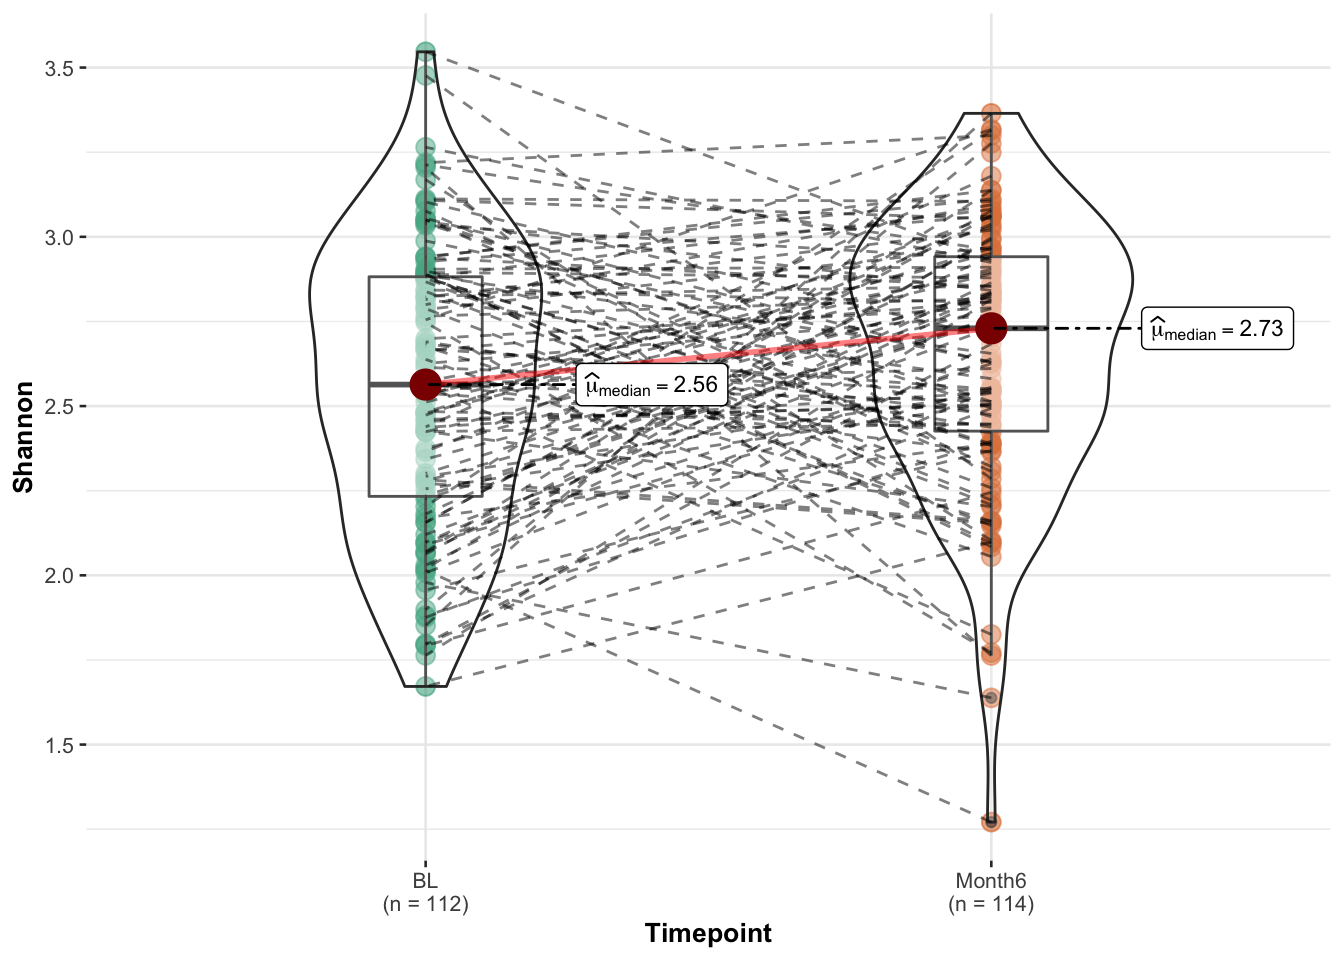 3.5
3.0
2.5
2.0
1.5
Shannon
μ̂median = 2.56
μ̂median = 2.73
BL
(n = 112)
Month6
(n = 114)
Timepoint